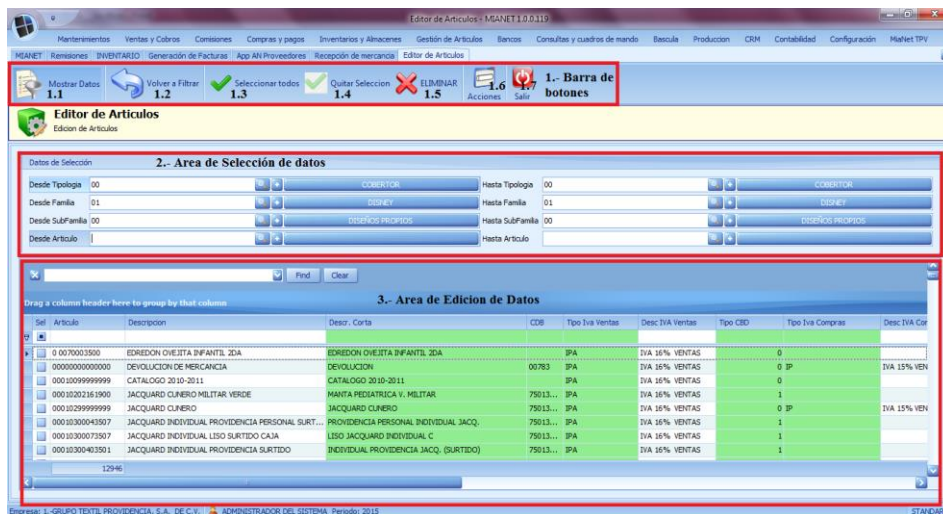 Editor de Articulos - MIANET 1.0.0.119
Mantenimientos Ventas y Cobros Comisiones Compras y pagos Inventarios y Almacenes Gestión de Articulos Bancos Consultas y cuadros de mando Bascula Produccion CRM Contabilidad Configuración MiaNet TPV
MIANET Remisiones INVENTARIO Generación de Facturas App AN Proveedores Recepción de mercancia Editor de Articulos
Mostrar Datos Volver a Filtrar Seleccionar todos Quitar Seleccion ELIMINAR Acciones Salir
1.1 1.2 1.3 1.4 1.5 1.6 1.7 1.- Barra de botones
Editor de Articulos
Edicion de Articulos
Datos de Selección 2.- Area de Selección de datos
Desde Tipologia 00 COBERTOR Hasta Tipologia 00 COBERTOR
Desde Familia 01 DISNEY Hasta Familia 01 DISNEY
Desde SubFamilia 00 DISEÑOS PROPIOS Hasta SubFamilia 00 DISEÑOS PROPIOS
Desde Articulo Hasta Articulo
Find Clear
Drag a column header here to group by that column 3.- Area de Edicion de Datos
Sel Articulo Descripcion Descr. Corta CDB Tipo Iva Ventas Desc IVA Ventas Tipo CBD Tipo Iva Compras Desc IVA Con
0 0070003500 EDREDON OVEJITA INFANTIL 2DA EDREDON OVEJITA INFANTIL 2DA IPA IVA 16% VENTAS 0
00000000000000 DEVOLUCION DE MERCANCIA DEVOLUCION 00783 IPA IVA 16% VENTAS 0 IP IVA 15% VEN
00010099999999 CATALOGO 2010-2011 CATALOGO 2010-2011 IPA IVA 16% VENTAS 0
00010202161900 JACQUARD CUNERO MILITAR VERDE MANTA PEDIATRICA V. MILITAR 75013... IPA IVA 16% VENTAS 1
00010299999999 JACQUARD CUNERO JACQUARD CUNERO 75013... IPA IVA 16% VENTAS 0 IP IVA 15% VEN
00010300043507 JACQUARD INDIVIDUAL PROVIDENCIA PERSONAL SURT... PROVIDENCIA PERSONAL INDIVIDUAL JACQ. 75013... IPA IVA 16% VENTAS 1
00010300073507 JACQUARD INDIVIDUAL LISO SURTIDO CAJA LISO JACQUARD INDIVIDUAL C 75013... IPA IVA 16% VENTAS 1
00010300403501 JACQUARD INDIVIDUAL PROVIDENCIA SURTIDO INDIVIDUAL PROVIDENCIA JACQ. (SURTIDO) 75013... IPA IVA 16% VENTAS 1
12946
Empresa: 1.-GRUPO TEXTIL PROVIDENCIA, S.A. DE C.V. ADMINISTRADOR DEL SISTEMA Periodo: 2015 STANDAR